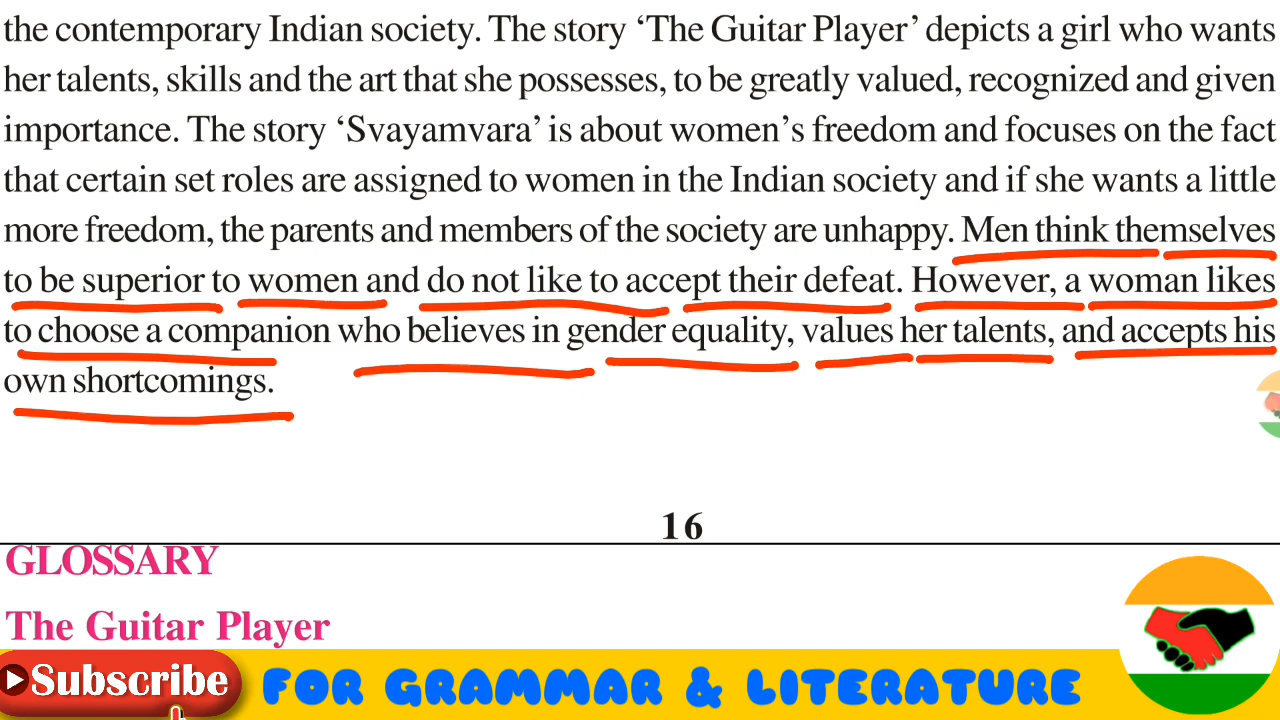 the contemporary Indian society. The story ‘The Guitar Player’ depicts a girl who wants
her talents, skills and the art that she possesses, to be greatly valued, recognized and given
importance. The story ‘Svayamvara’ is about women’s freedom and focuses on the fact
that certain set roles are assigned to women in the Indian society and if she wants a little
more freedom, the parents and members of the society are unhappy. Men think themselves
to be superior to women and do not like to accept their defeat. However, a woman likes
to choose a companion who believes in gender equality, values her talents, and accepts his
own shortcomings.
16
GLOSSARY
The Guitar Player
Subscribe
FOR GRAMMAR & LITERATURE